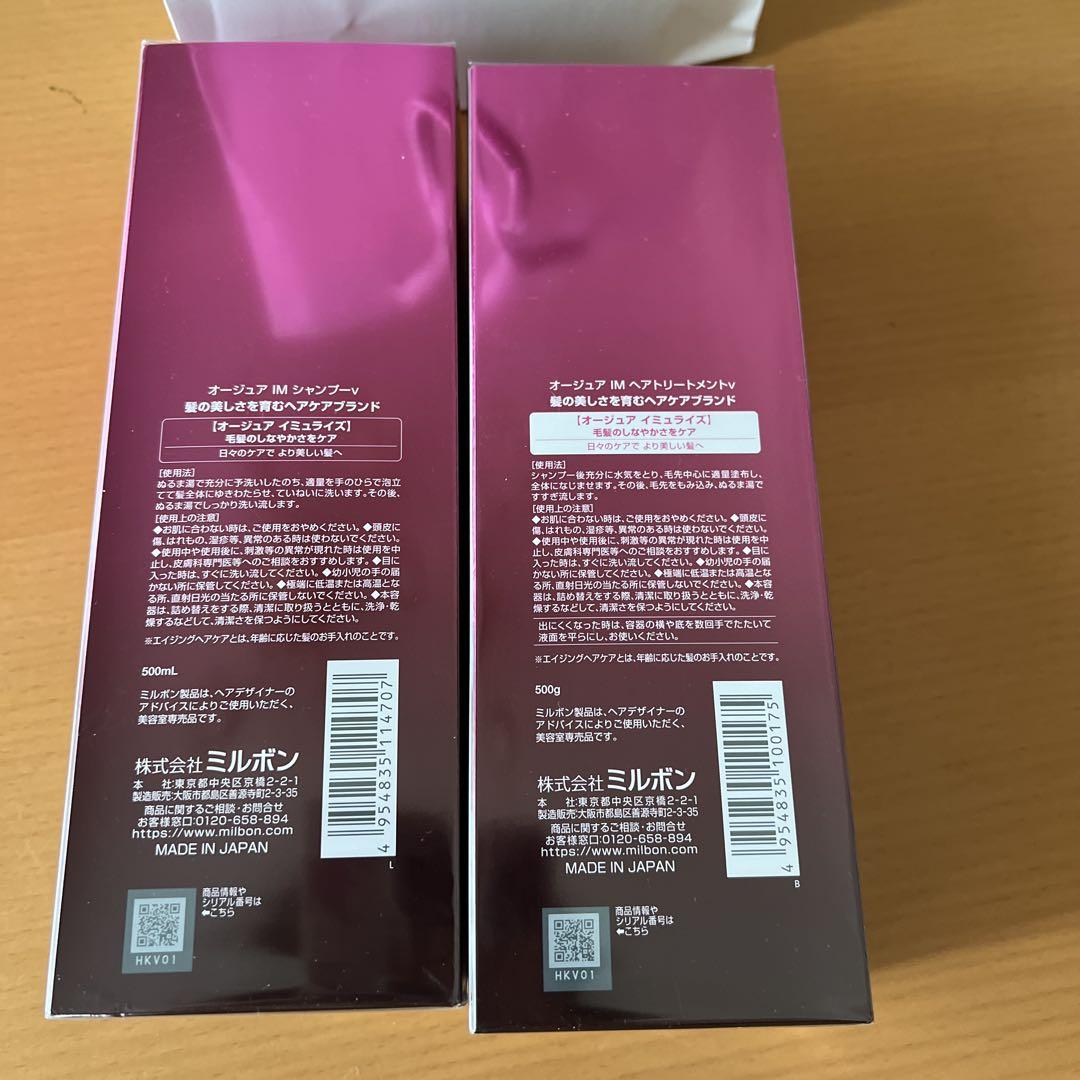 オージュア IM シャンプーv
髪の美しさを育むヘアケアブランド
【オージュア イミュライズ】
毛髪のしなやかさをケア
日々のケアで より美しい髪へ
［使用法］
ぬるま湯で充分に予洗いしたのち、適量を手のひらで泡立
てて髪全体にゆきわたらせ、ていねいに洗います。その後、
ぬるま湯でしっかり洗い流します。
［使用上の注意］
◆お肌に合わない時は、ご使用をおやめください。◆頭皮に
傷、はれもの、湿疹等、異常のある時は使わないでください。
◆使用中や使用後に、刺激等の異常が現れた時は使用を中
止し、皮膚科専門医等へのご相談をおすすめします。◆目に
入った時は、すぐに洗い流してください。◆幼小児の手の届
かない所に保管してください。◆極端に低温または高温とな
る所、直射日光の当たる所に保管しないでください。◆本容
器は、詰め替えをする際、清潔に取り扱うとともに、洗浄・乾
燥するなどして、清潔さを保つようにしてください。
※エイジングヘアケアとは、年齢に応じた髪のお手入れのことです。
500mL
ミルボン製品は、ヘアデザイナーの
アドバイスによりご使用いただく、
美容室専売品です。
株式会社 ミルボン
本 社:東京都中央区京橋2-2-1
製造販売:大阪市都島区善源寺町2-3-35
商品に関するご相談・お問合せ
お客様窓口:0120-658-894
https://www.milbon.com
MADE IN JAPAN
4 954835 114707
L
商品情報や
シリアル番号は
⬅こちら
HKV01
オージュア IM ヘアトリートメントv
髪の美しさを育むヘアケアブランド
【オージュア イミュライズ】
毛髪のしなやかさをケア
日々のケアで より美しい髪へ
［使用法］
シャンプー後充分に水気をとり、毛先中心に適量塗布し、
全体になじませます。その後、毛先をもみ込み、ぬるま湯で
すすぎ流します。
［使用上の注意］
◆お肌に合わない時は、ご使用をおやめください。◆頭皮に
傷、はれもの、湿疹等、異常のある時は使わないでください。
◆使用中や使用後に、刺激等の異常が現れた時は使用を中
止し、皮膚科専門医等へのご相談をおすすめします。◆目に
入った時は、すぐに洗い流してください。◆幼小児の手の届
かない所に保管してください。◆極端に低温または高温とな
る所、直射日光の当たる所に保管しないでください。◆本容
器は、詰め替えをする際、清潔に取り扱うとともに、洗浄・乾
燥するなどして、清潔さを保つようにしてください。
出にくくなった時は、容器の横や底を数回手でたたいて
液面を平らにし、お使いください。
※エイジングヘアケアとは、年齢に応じた髪のお手入れのことです。
500g
ミルボン製品は、ヘアデザイナーの
アドバイスによりご使用いただく、
美容室専売品です。
株式会社 ミルボン
本 社:東京都中央区京橋2-2-1
製造販売:大阪市都島区善源寺町2-3-35
商品に関するご相談・お問合せ
お客様窓口:0120-658-894
https://www.milbon.com
MADE IN JAPAN
4 954835 100175
B
商品情報や
シリアル番号は
⬅こちら
HKV01